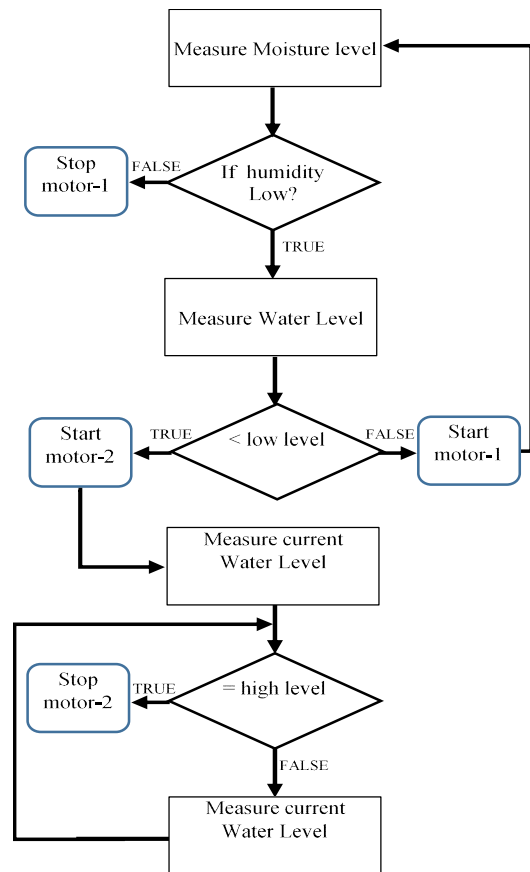 Measure Moisture level
Stop
motor-1
FALSE
If humidity
Low?
TRUE
Measure Water Level
Start
motor-2
TRUE
< low level
FALSE
Start
motor-1
Measure current
Water Level
Stop
motor-2
TRUE
= high level
FALSE
Measure current
Water Level